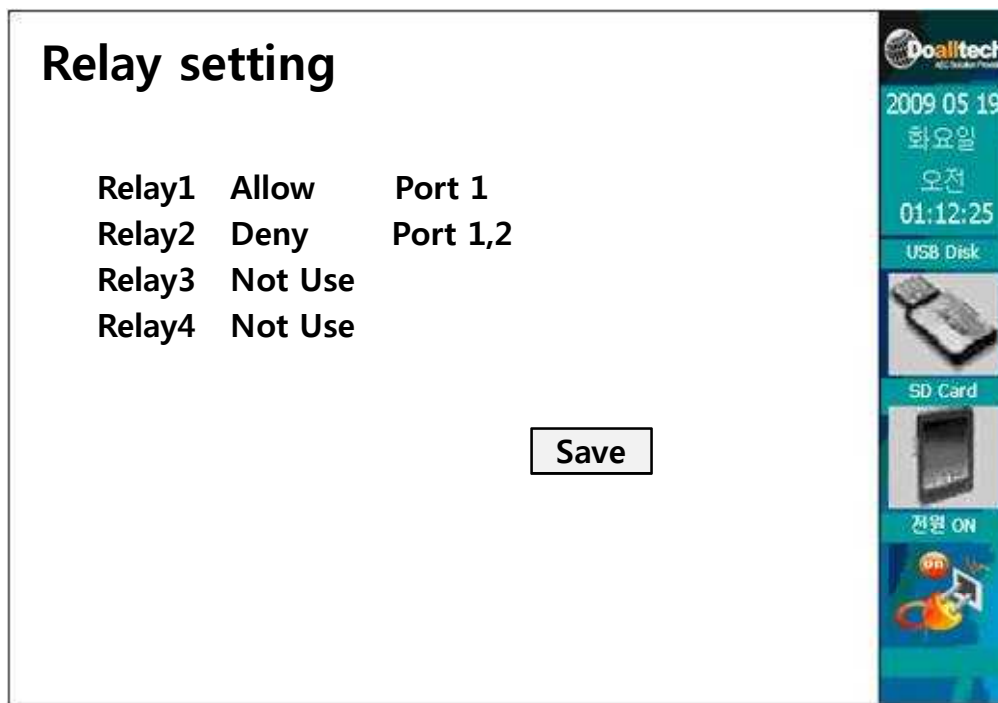 Relay setting
Relay1 Allow Port 1
Relay2 Deny Port 1,2
Relay3 Not Use
Relay4 Not Use
Save
Doalltech
2009 05 19
화요일
오전
01:12:25
USB Disk
SD Card
전원 ON
on